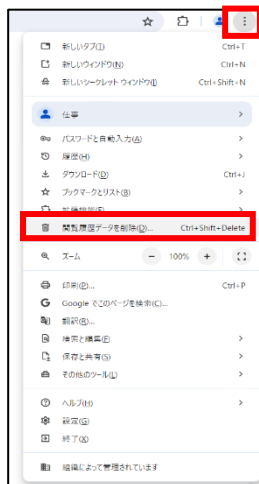 新しいタブ(T) Ctrl+T
新しいウィンドウ(N) Ctrl+N
新しいシークレット ウィンドウ(I) Ctrl+Shift+N
仕事
パスワードと自動入力(A)
履歴(H)
ダウンロード(D) Ctrl+J
ブックマークとリスト(B)
拡張機能(E)
閲覧履歴データを削除(D)... Ctrl+Shift+Delete
ズーム − 100% +
印刷(P)... Ctrl+P
Google でこのページを検索(C)...
翻訳(R)...
検索と編集(F)
保存と共有(S)
その他のツール(L)
ヘルプ(H)
設定(G)
終了(X)
組織によって管理されています